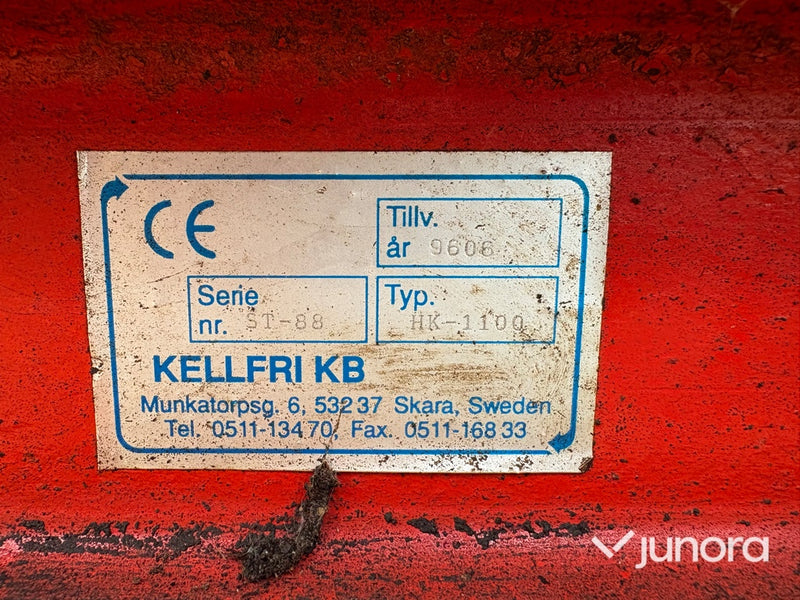 CE
Tillv.
år 9606
Serie
nr. ST-88
Typ.
HK-1100
KELLFRI KB
Munkatorpsg. 6, 532 37 Skara, Sweden
Tel. 0511-134 70, Fax. 0511-168 33
junora